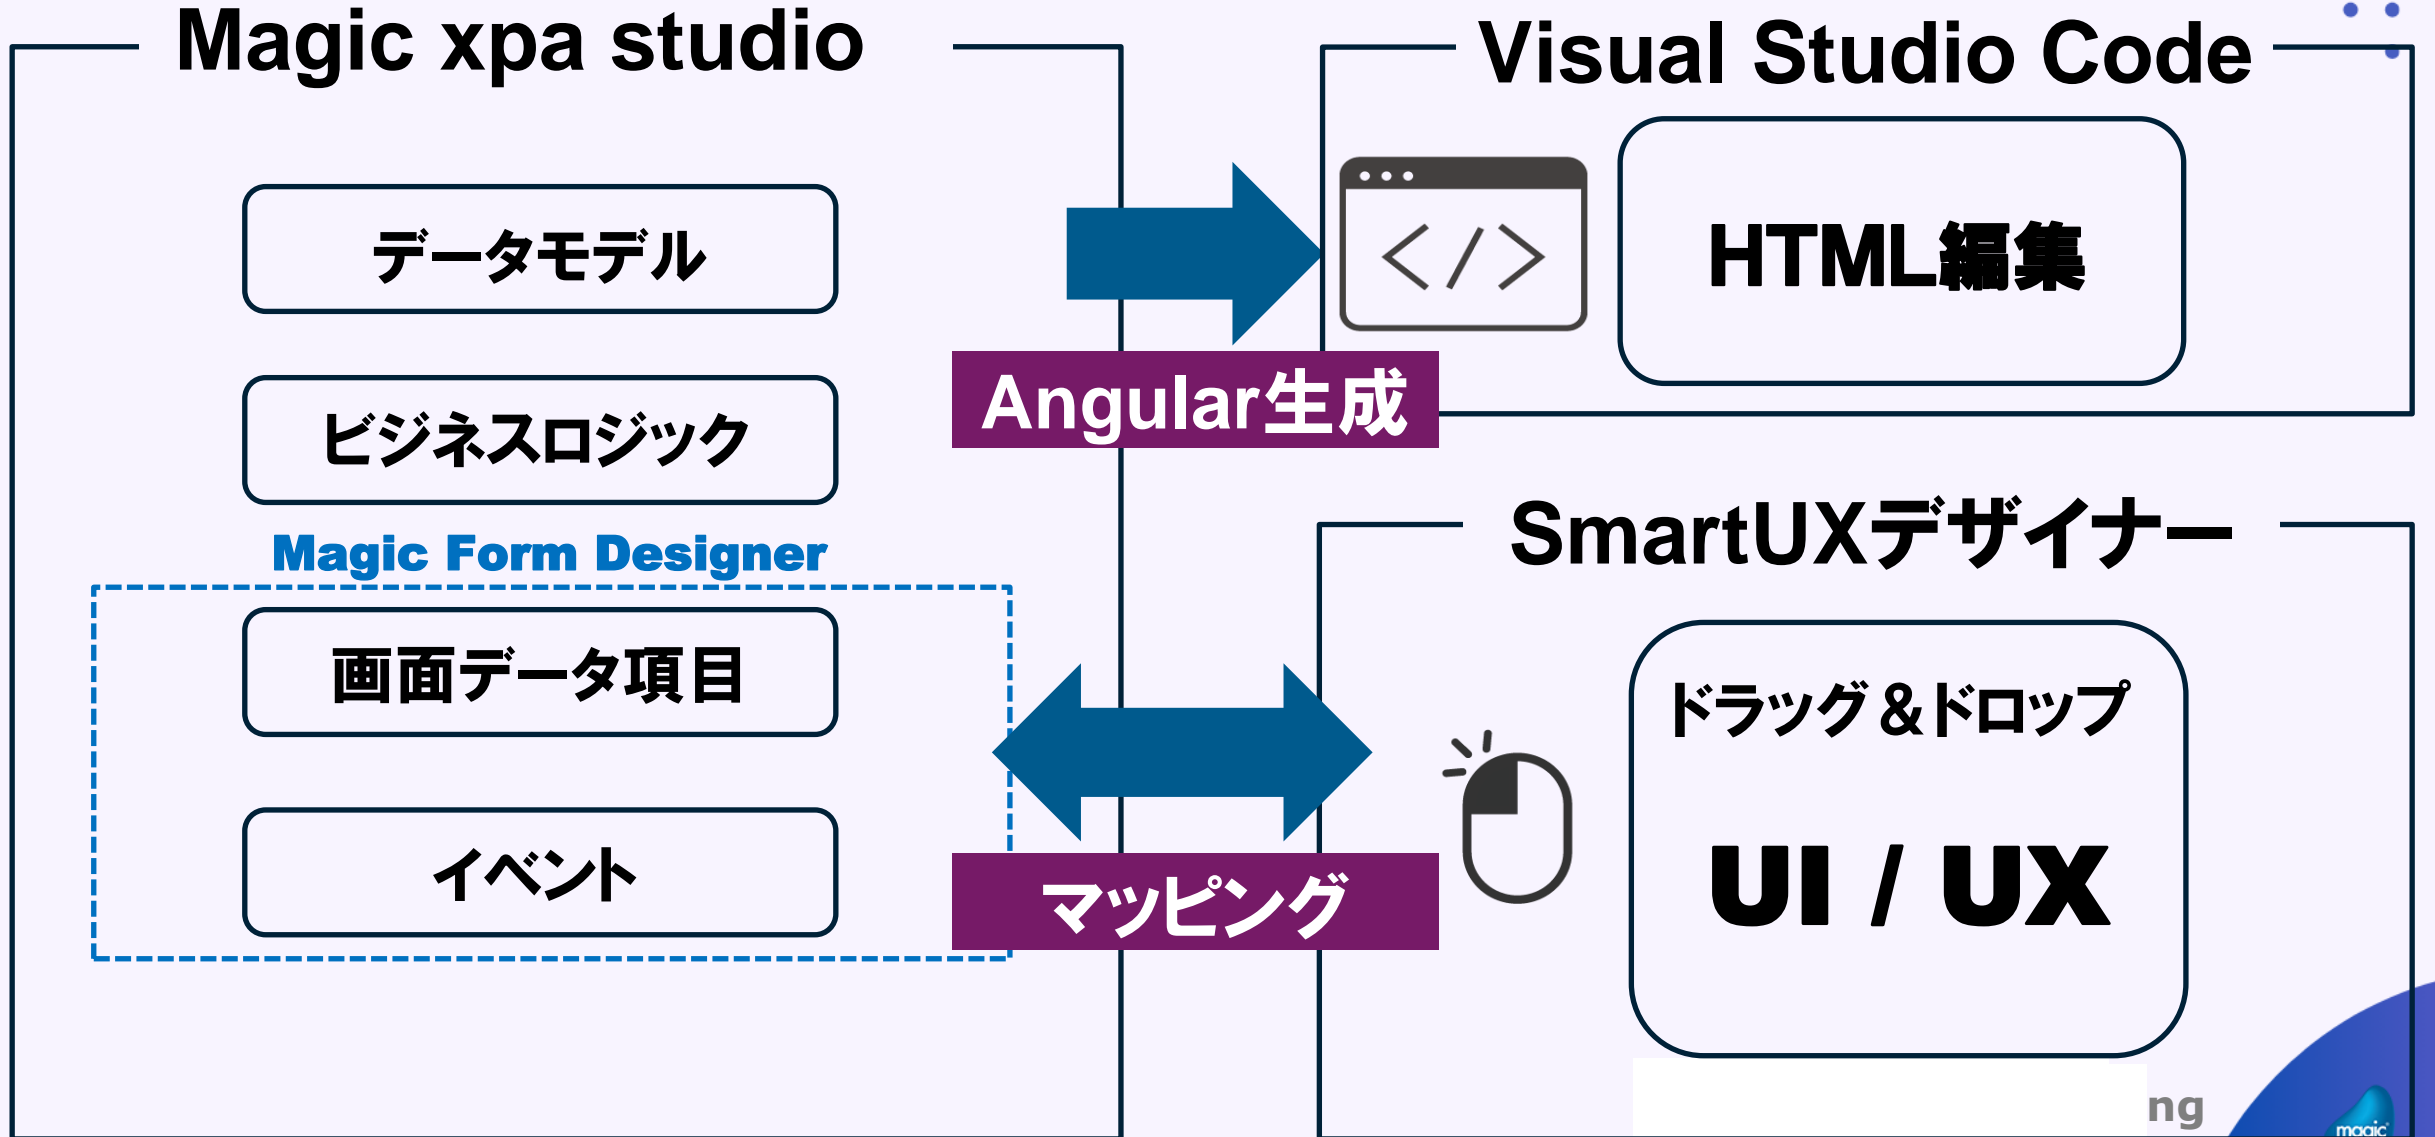 Magic xpa studio
データモデル
ビジネスロジック
Magic Form Designer
画面データ項目
イベント
Angular生成
マッピング
Visual Studio Code
</>
HTML編集
SmartUXデザイナー
ドラッグ＆ドロップ
UI / UX
ng
magic